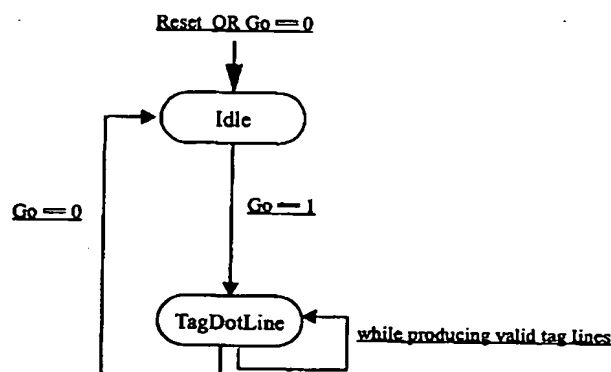 Reset OR Go == 0
Idle
Go == 0
Go == 1
TagDotLine
while producing valid tag lines